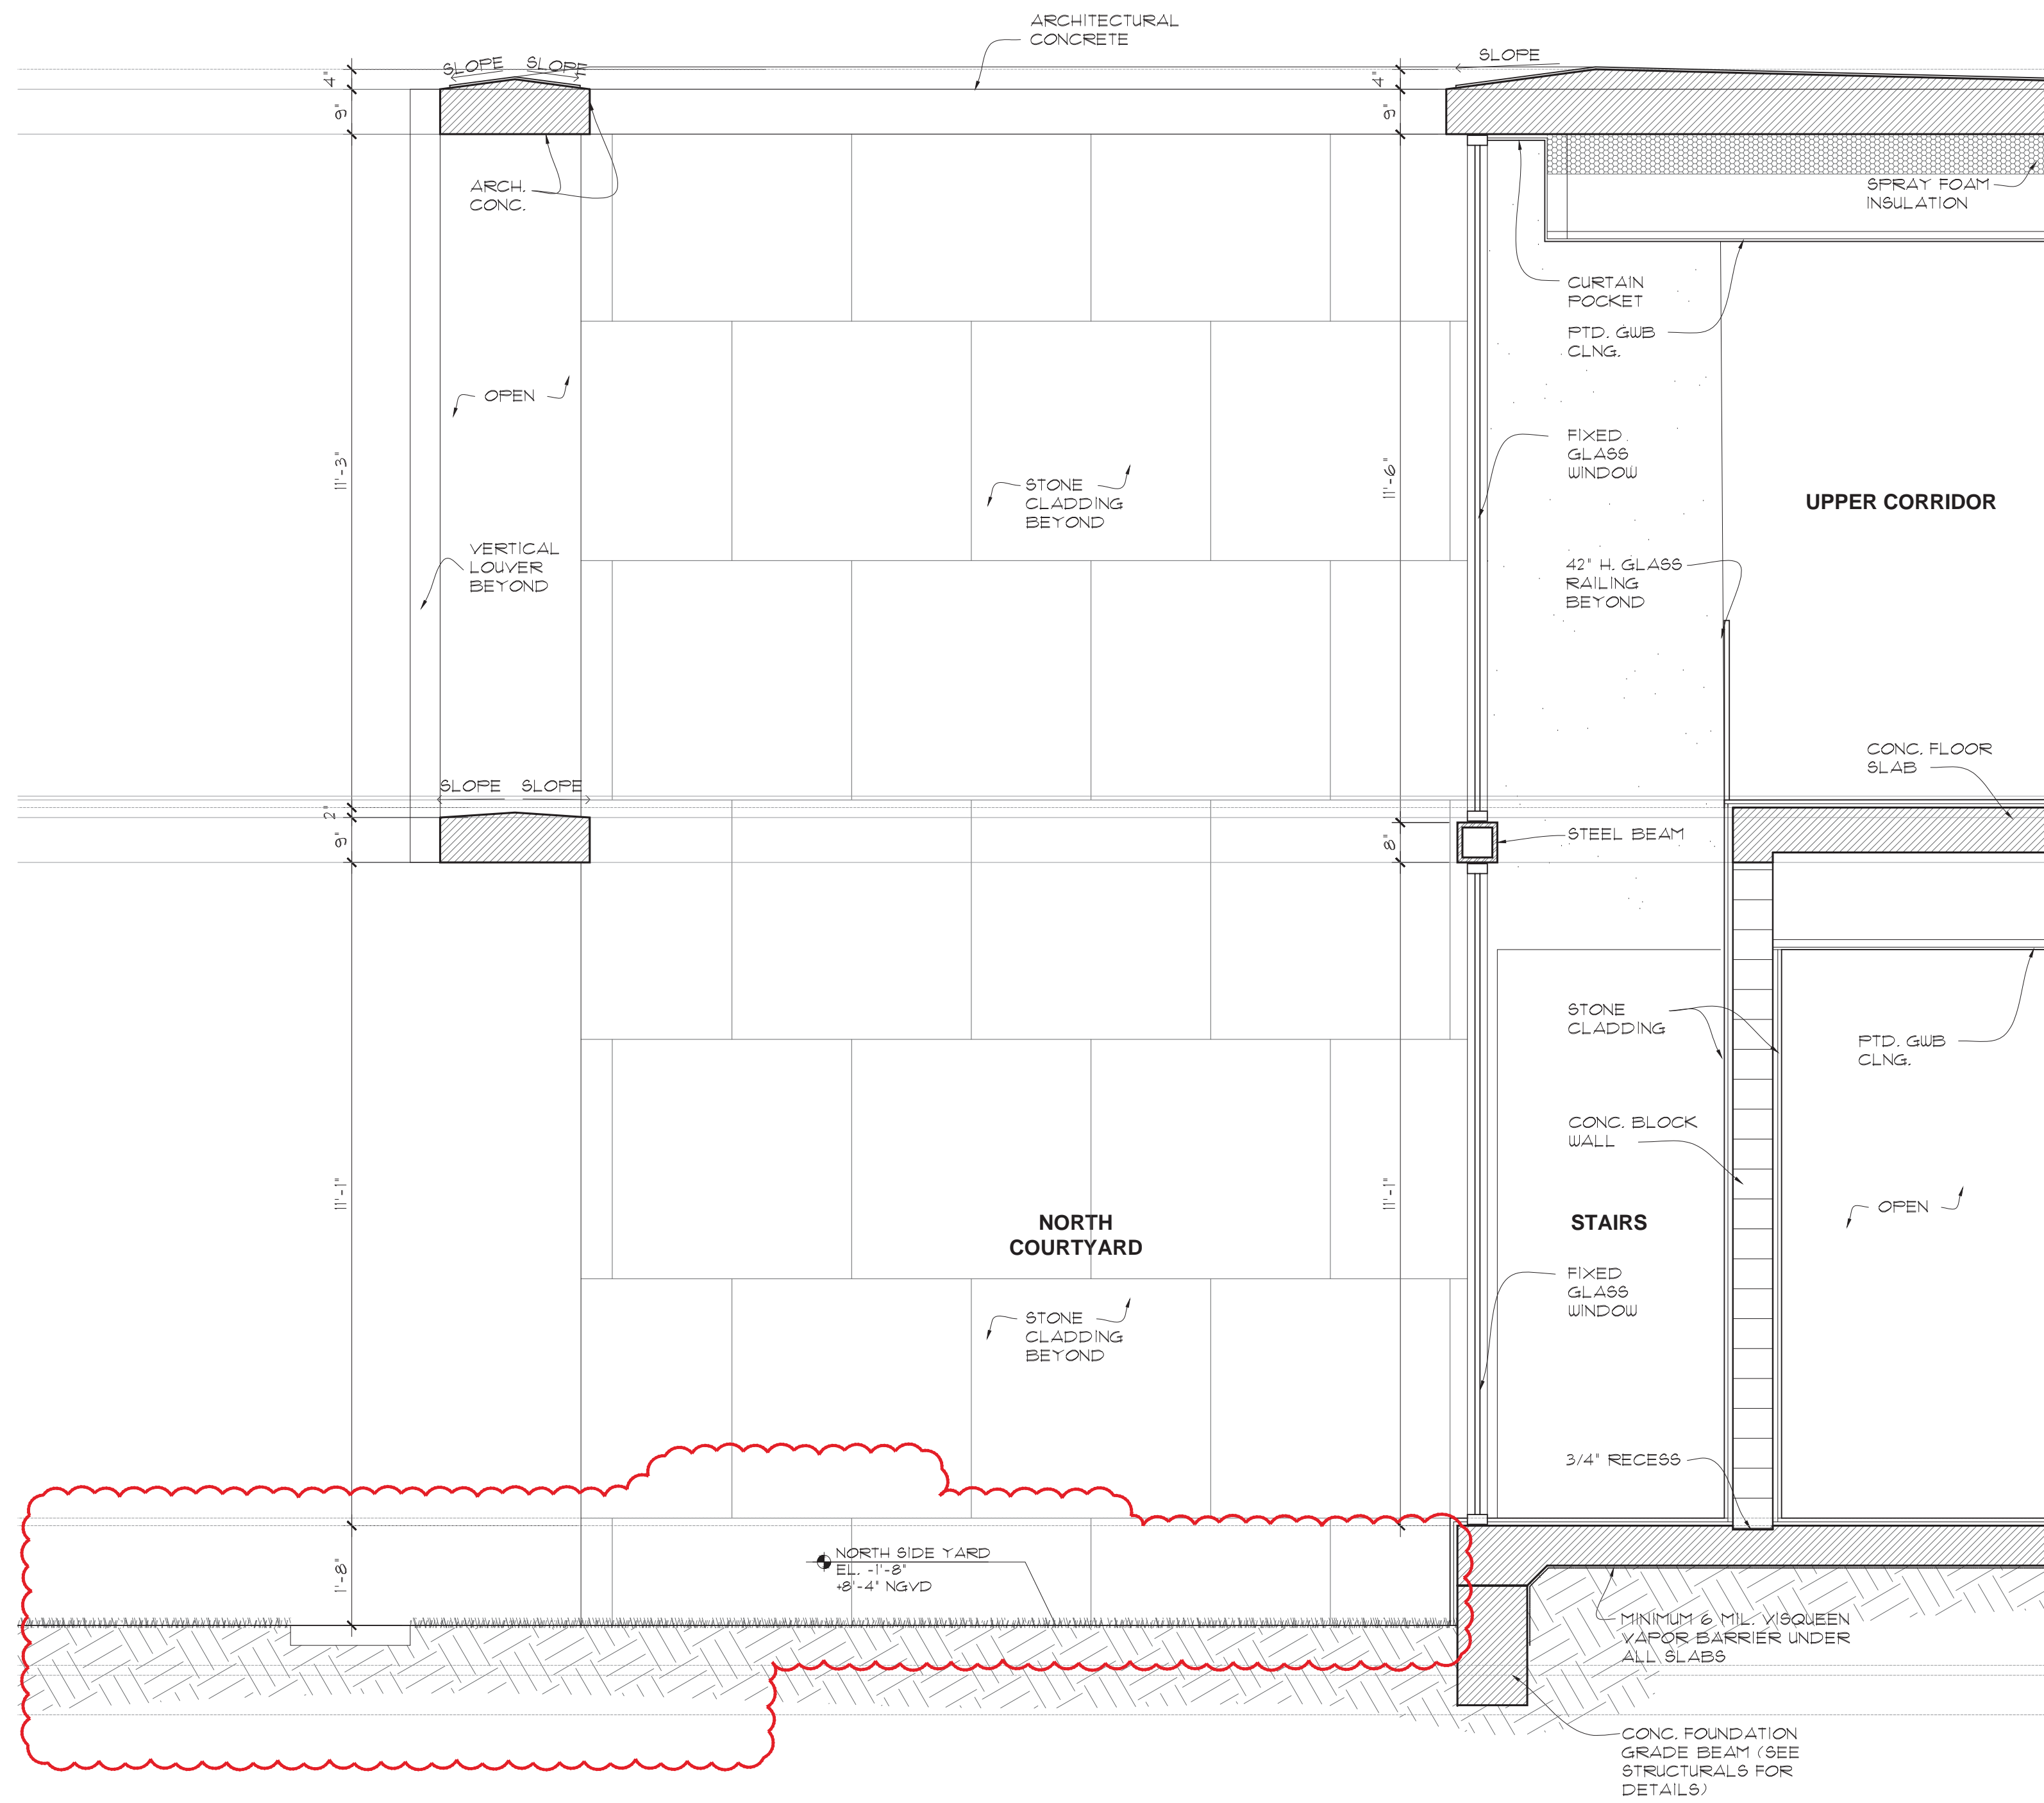 ARCHITECTURAL
CONCRETE
SLOPE
SLOPE
SLOPE
4"
9"
4"
9"
ARCH.
CONC.
SPRAY FOAM
INSULATION
CURTAIN
POCKET
PTD. GWB
CLNG.
OPEN
11'-3"
11'-6"
STONE
CLADDING
BEYOND
FIXED
GLASS
WINDOW
UPPER CORRIDOR
VERTICAL
LOUVER
BEYOND
42" H. GLASS
RAILING
BEYOND
CONC. FLOOR
SLAB
SLOPE
SLOPE
2"
9"
8"
STEEL BEAM
STONE
CLADDING
PTD. GWB
CLNG.
CONC. BLOCK
WALL
11'-1"
11'-1"
NORTH
COURTYARD
STAIRS
OPEN
FIXED
GLASS
WINDOW
STONE
CLADDING
BEYOND
3/4" RECESS
1'-8"
NORTH SIDE YARD
EL. -1'-8"
+8'-4" NGVD
MINIMUM 6 MIL. VISQUEEN
VAPOR BARRIER UNDER
ALL SLABS
CONC. FOUNDATION
GRADE BEAM (SEE
STRUCTURALS FOR
DETAILS)